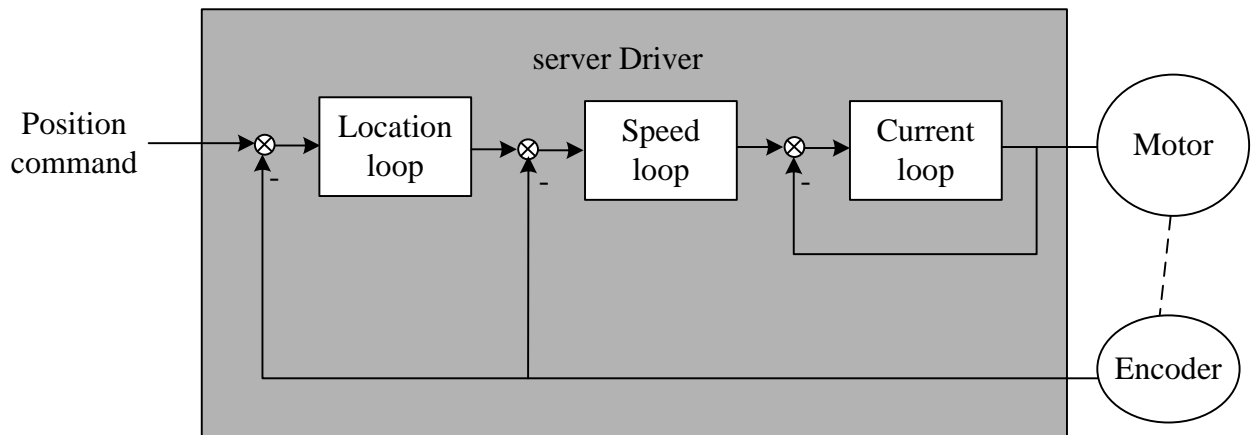 server Driver
Position
command
Location
loop
Speed
loop
Current
loop
Motor
-
-
-
Encoder